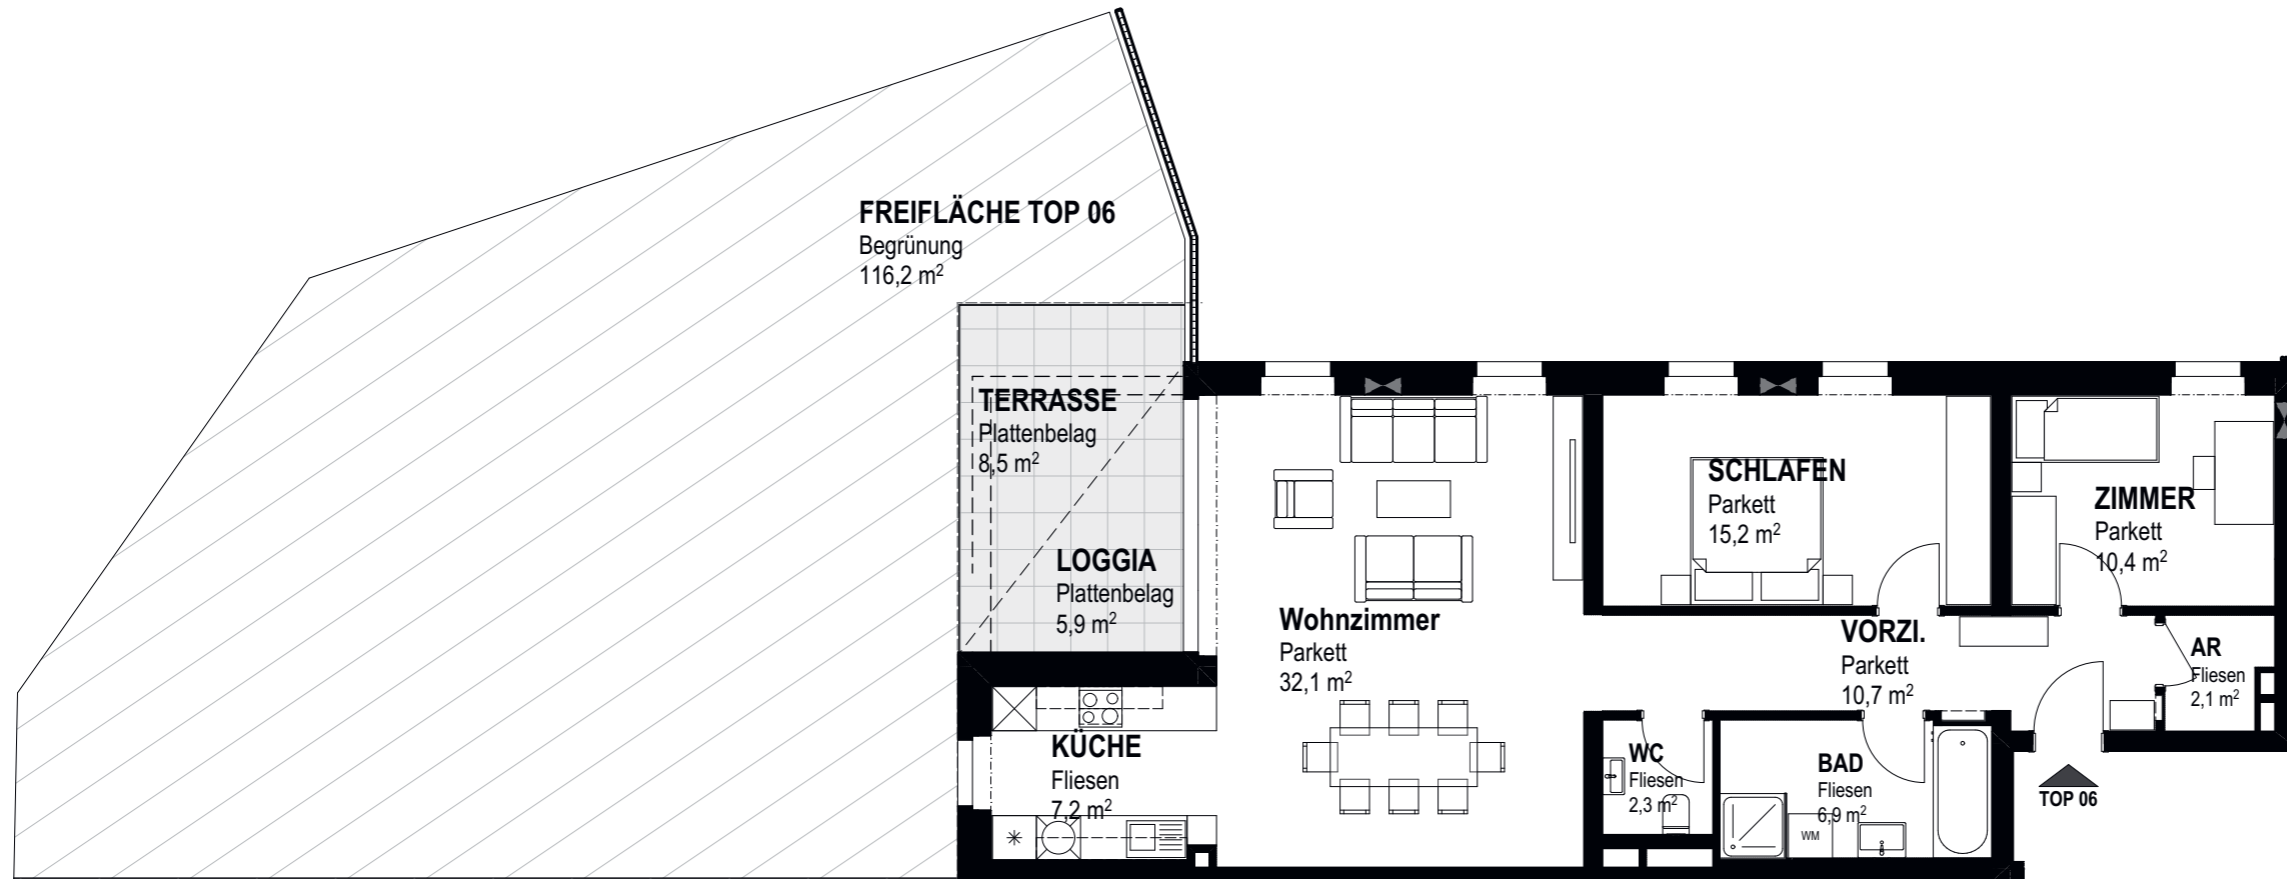 FREIFLÄCHE TOP 06
Begrünung
116,2 m²
TERRASSE
Plattenbelag
8,5 m²
LOGGIA
Plattenbelag
5,9 m²
Wohnzimmer
Parkett
32,1 m²
SCHLAFEN
Parkett
15,2 m²
ZIMMER
Parkett
10,4 m²
VORZI.
Parkett
10,7 m²
AR
Fliesen
2,1 m²
KÜCHE
Fliesen
7,2 m²
WC
Fliesen
2,3 m²
BAD
Fliesen
6,9 m²
WM
TOP 06